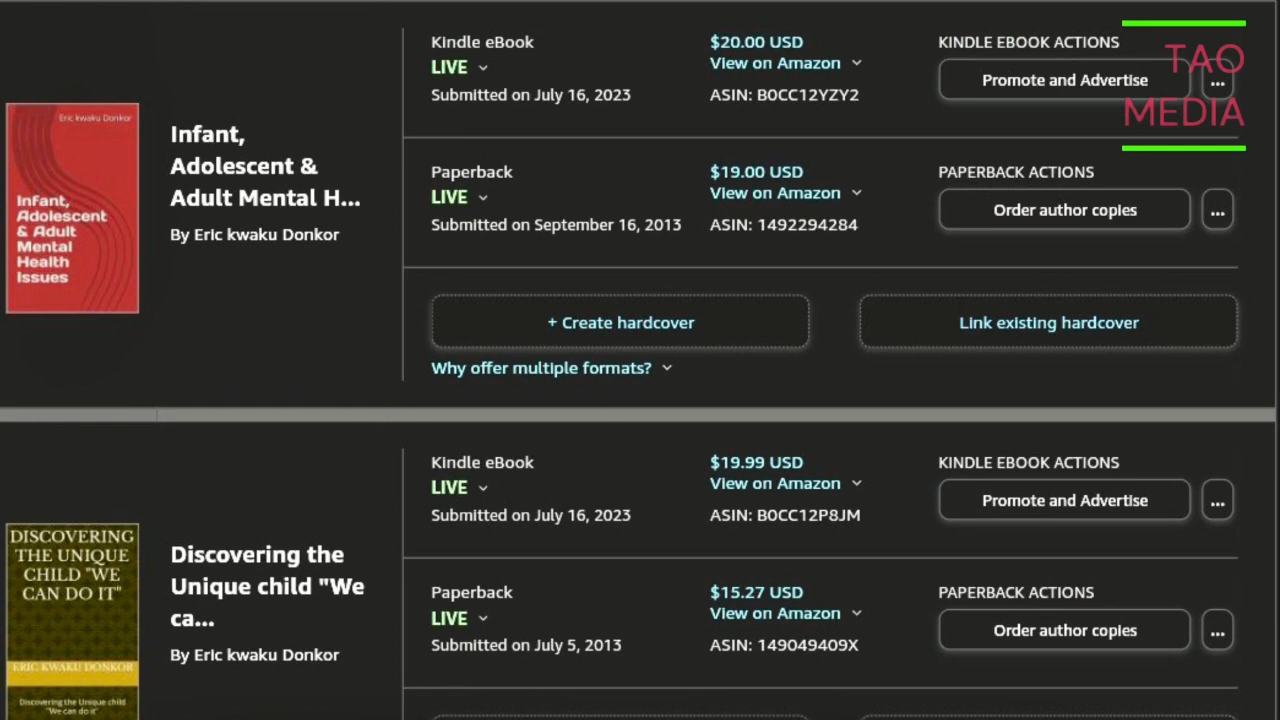 Kindle eBook
LIVE
Submitted on July 16, 2023
$20.00 USD
View on Amazon
ASIN: B0CC12YZY2
KINDLE EBOOK ACTIONS
Promote and Advertise
...
TAO
MEDIA
Eric kwaku Donkor
Infant,
Adolescent
& Adult
Mental
Health
Issues
Infant,
Adolescent &
Adult Mental H...
By Eric kwaku Donkor
Paperback
LIVE
Submitted on September 16, 2013
$19.00 USD
View on Amazon
ASIN: 1492294284
PAPERBACK ACTIONS
Order author copies
...
+ Create hardcover
Link existing hardcover
Why offer multiple formats?
Kindle eBook
LIVE
Submitted on July 16, 2023
$19.99 USD
View on Amazon
ASIN: B0CC12P8JM
KINDLE EBOOK ACTIONS
Promote and Advertise
...
DISCOVERING
THE UNIQUE
CHILD "WE
CAN DO IT"
ERIC KWAKU DONKOR
Discovering the Unique child
"We can do it"
Discovering the
Unique child "We
ca...
By Eric kwaku Donkor
Paperback
LIVE
Submitted on July 5, 2013
$15.27 USD
View on Amazon
ASIN: 149049409X
PAPERBACK ACTIONS
Order author copies
...